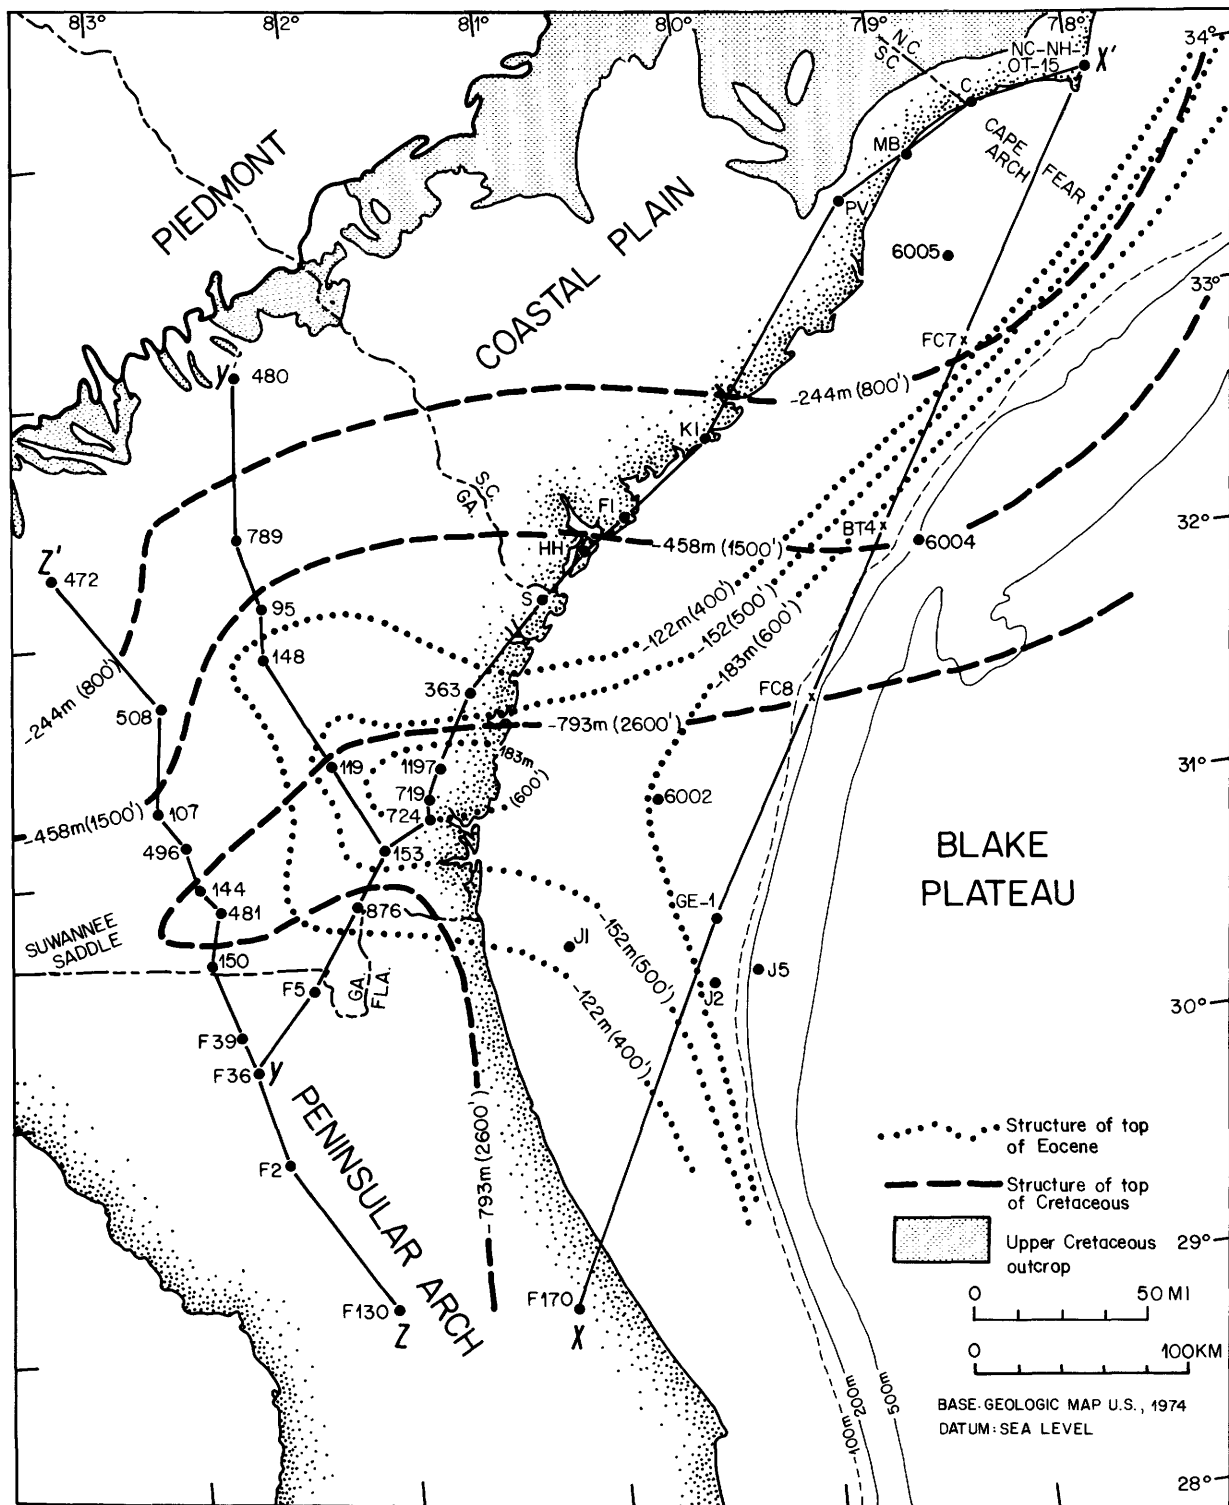 83° 82° 81° 80° 79° 78°
34°
N.C.
S.C.
NC-NH-
OT-15
X'
C
MB
CAPE FEAR
ARCH
PIEDMONT
COASTAL PLAIN
PV
6005
33°
FC7
Y
480
-244m (800')
KI
S.C.
GA.
FI
32°
BT4
6004
789
HH
-458m (1500')
Z'
472
S
95
-122m (400')
-152 (500')
-183m (600')
148
-244m (800')
363
FC8
508
-793m (2600')
-183m
(600')
31°
119
1197
6002
719
-458m (1500')
107
724
BLAKE
PLATEAU
496
153
144
GE-1
481
876
SUWANNEE
SADDLE
J1
150
-152m (500')
J5
J2
F5
GA.
FLA.
30°
-122m (400')
F39
F36
Y
PENINSULAR ARCH
-793m (2600')
Structure of top
of Eocene
F2
Structure of top
of Cretaceous
Upper Cretaceous
outcrop
29°
0 50 MI
F130
Z
F170
X
0 100KM
100m
200m
500m
BASE: GEOLOGIC MAP U.S., 1974
DATUM: SEA LEVEL
28°